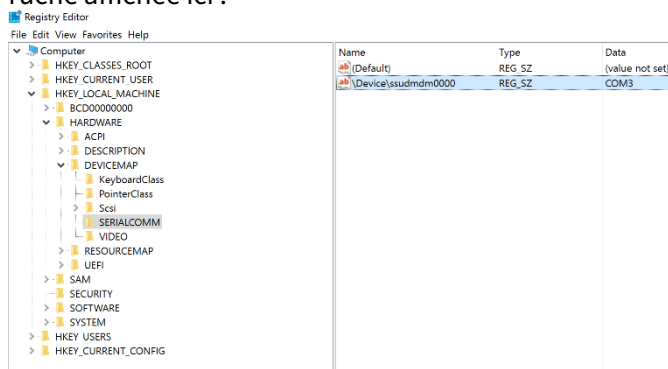 Registry Editor
File Edit View Favorites Help
Computer
HKEY_CLASSES_ROOT
HKEY_CURRENT_USER
HKEY_LOCAL_MACHINE
BCD00000000
HARDWARE
ACPI
DESCRIPTION
DEVICEMAP
KeyboardClass
PointerClass
Scsi
SERIALCOMM
VIDEO
RESOURCEMAP
UEFI
SAM
SECURITY
SOFTWARE
SYSTEM
HKEY_USERS
HKEY_CURRENT_CONFIG
Name Type Data
ab (Default) REG_SZ (value not set)
ab \Device\ssudmdm0000 REG_SZ COM3